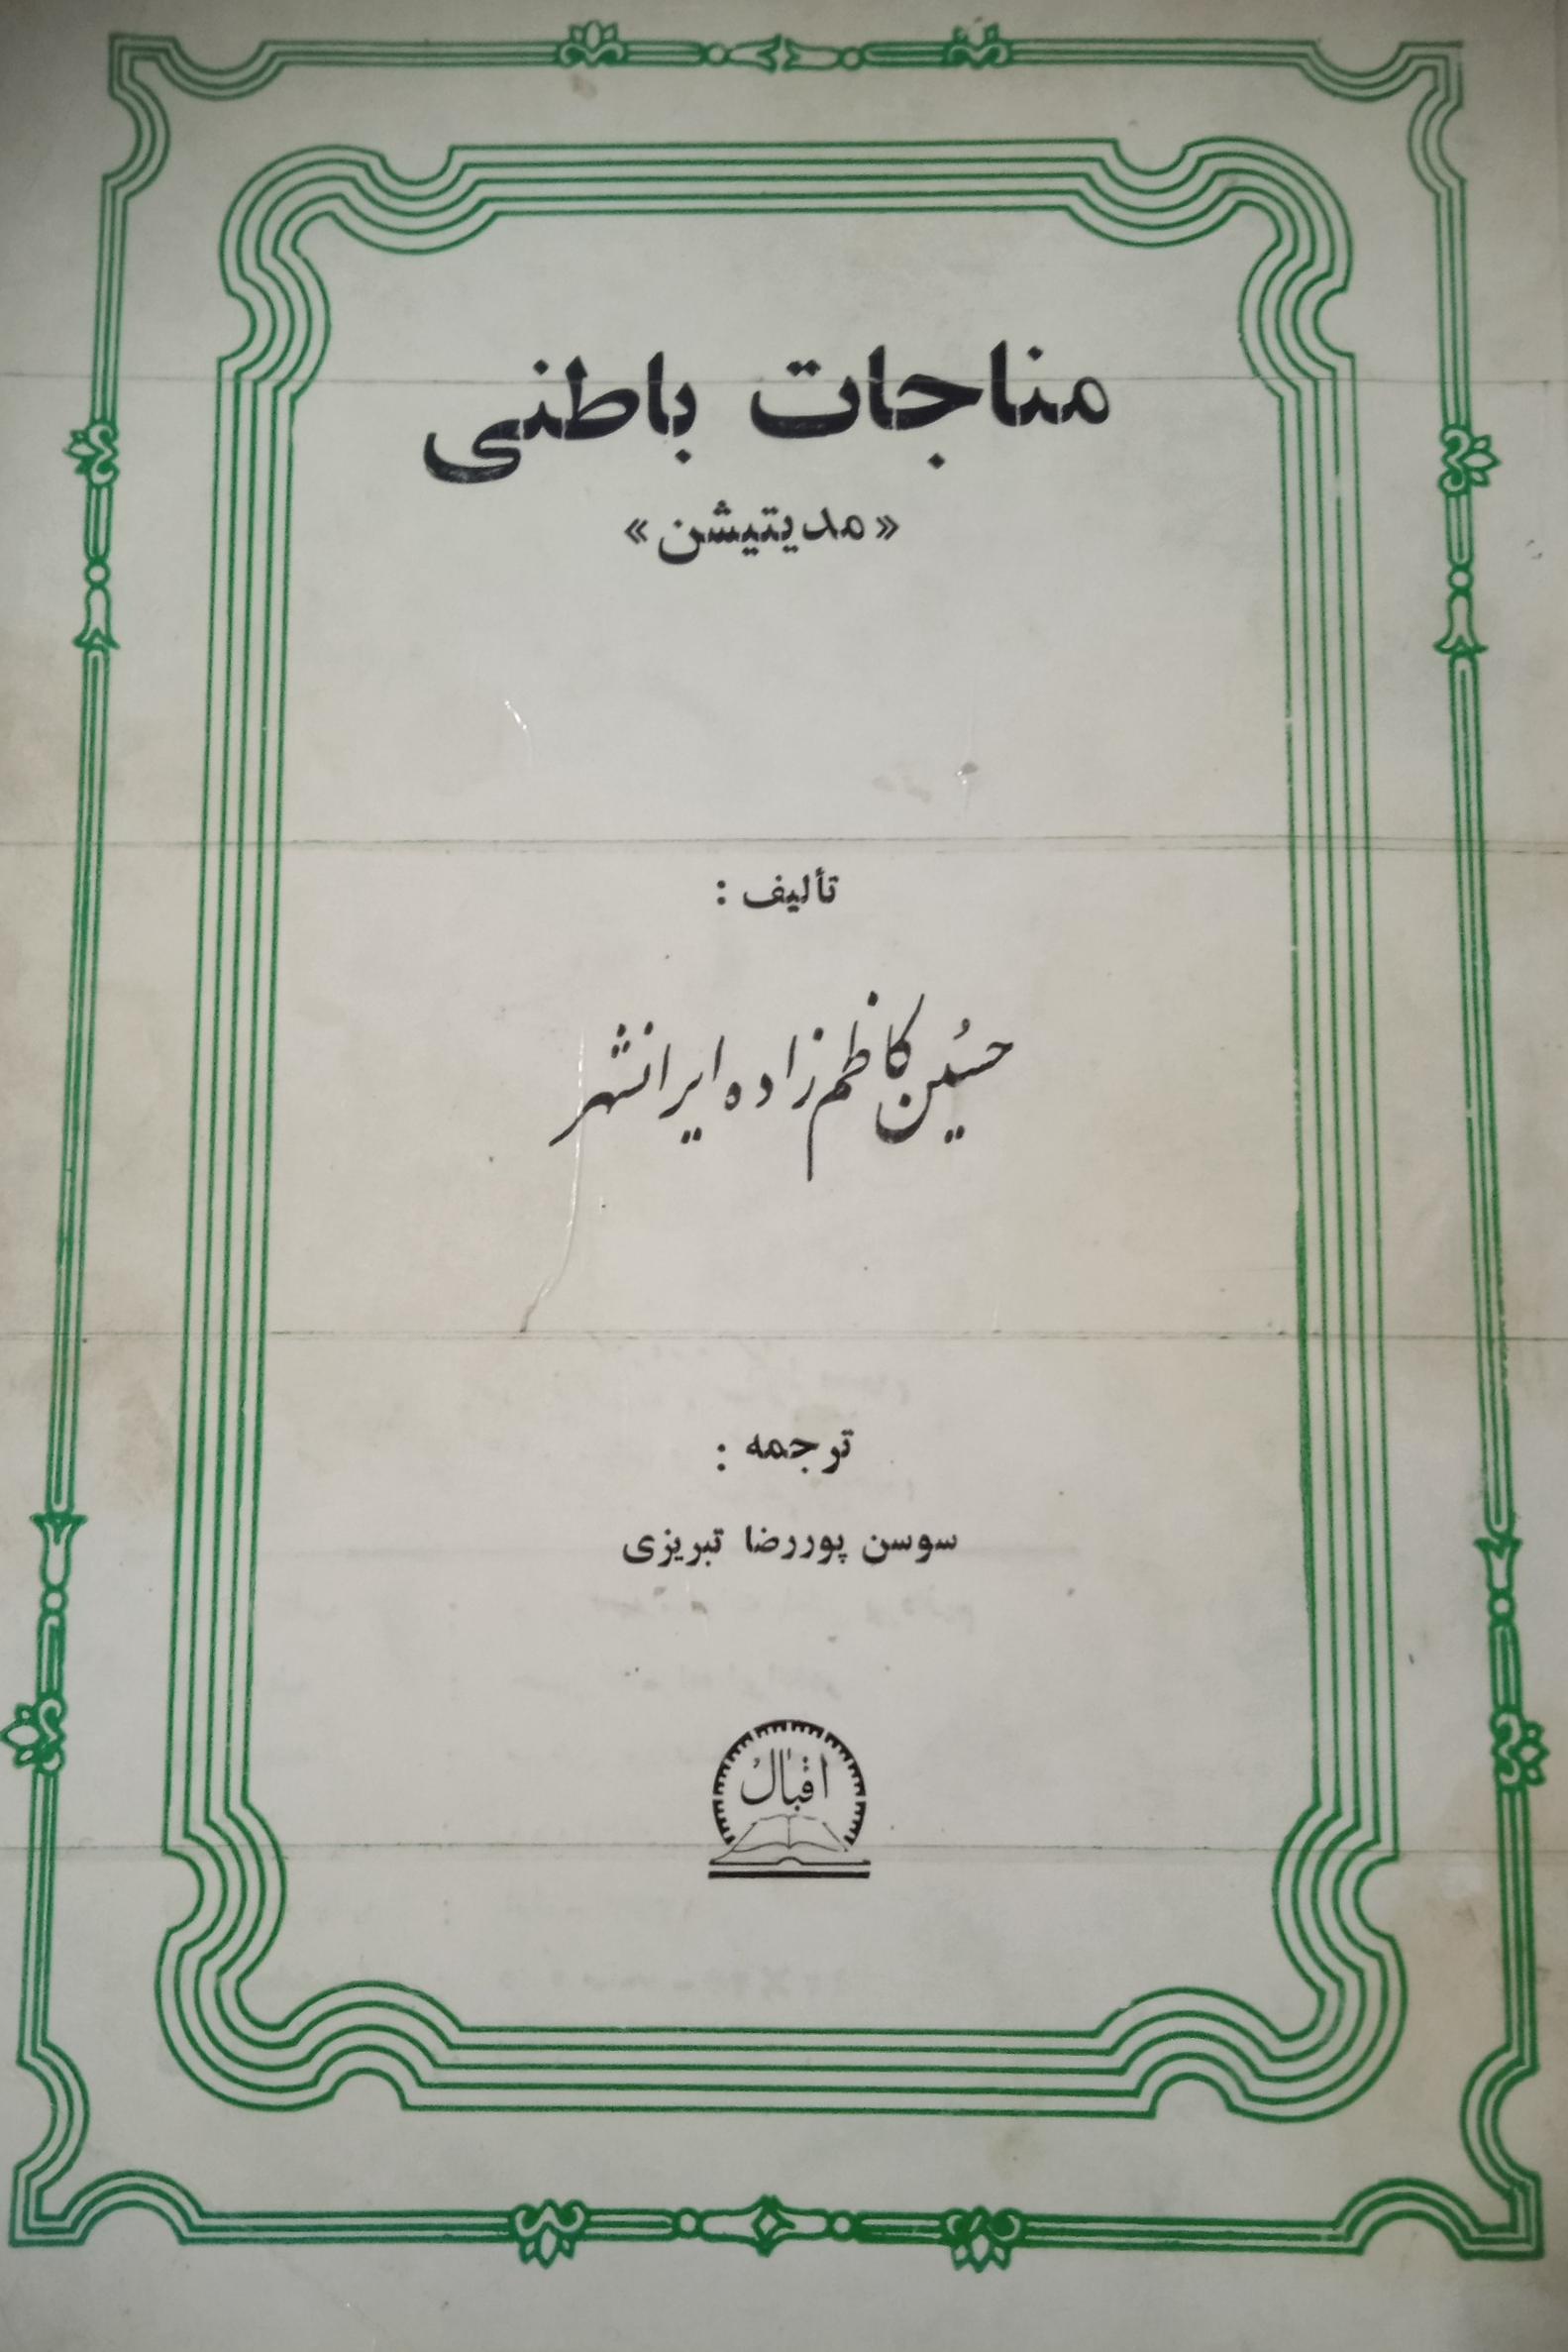 مناجات باطنی
«مدیتیشن»
تألیف :
حسین کاظم زاده ایرانشهر
ترجمه :
سوسن پوررضا تبریزی
اقبال